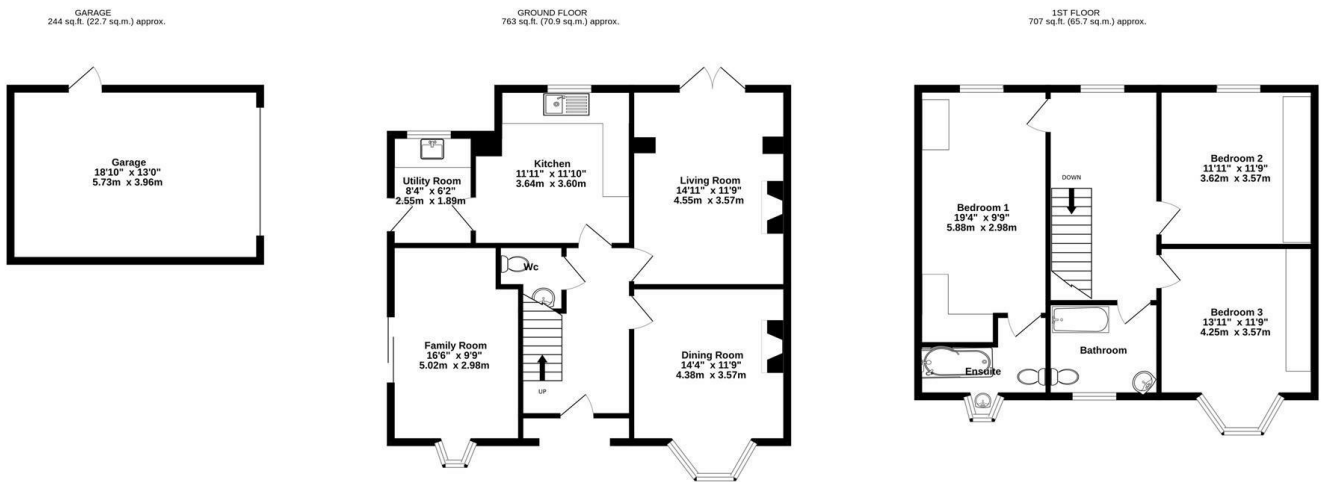 GARAGE
244 sq.ft. (22.7 sq.m.) approx.
GROUND FLOOR
763 sq.ft. (70.9 sq.m.) approx.
1ST FLOOR
707 sq.ft. (65.7 sq.m.) approx.
Garage
18'10" x 13'0"
5.73m x 3.96m
Kitchen
11'11" x 11'10"
3.64m x 3.60m
Utility Room
8'4" x 6'2"
2.55m x 1.89m
Living Room
14'11" x 11'9"
4.55m x 3.57m
Wc
Family Room
16'6" x 9'9"
5.02m x 2.98m
UP
Dining Room
14'4" x 11'9"
4.38m x 3.57m
Bedroom 1
19'4" x 9'9"
5.88m x 2.98m
DOWN
Bedroom 2
11'11" x 11'9"
3.62m x 3.57m
Bedroom 3
13'11" x 11'9"
4.25m x 3.57m
Bathroom
Ensuite